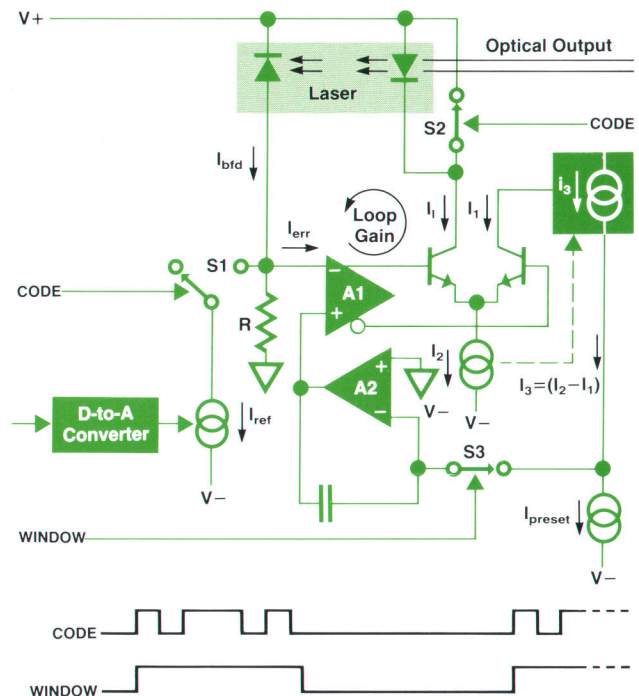 V+
Optical Output
Laser
S2
CODE
Ibfd
i3
Loop
Gain
Il
I1
Ierr
S1
CODE
A1
−
+
R
I2
I3=(I2−I1)
A2
+
−
V−
V−
D-to-A
Converter
Iref
S3
V−
Ipreset
WINDOW
V−
CODE
WINDOW